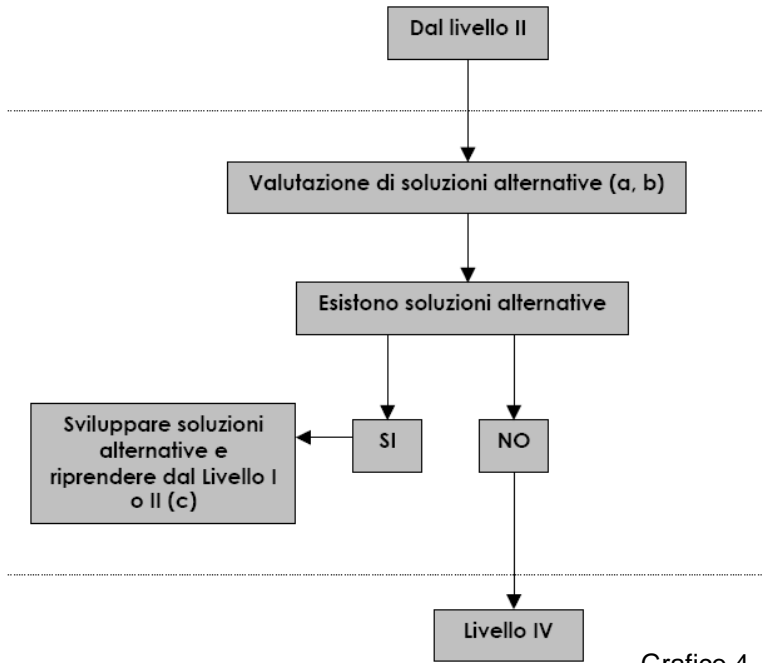 Dal livello II
Valutazione di soluzioni alternative (a, b)
Esistono soluzioni alternative
Sviluppare soluzioni
alternative e
riprendere dal Livello I
o II (c)
SI
NO
Livello IV
Grafico 4